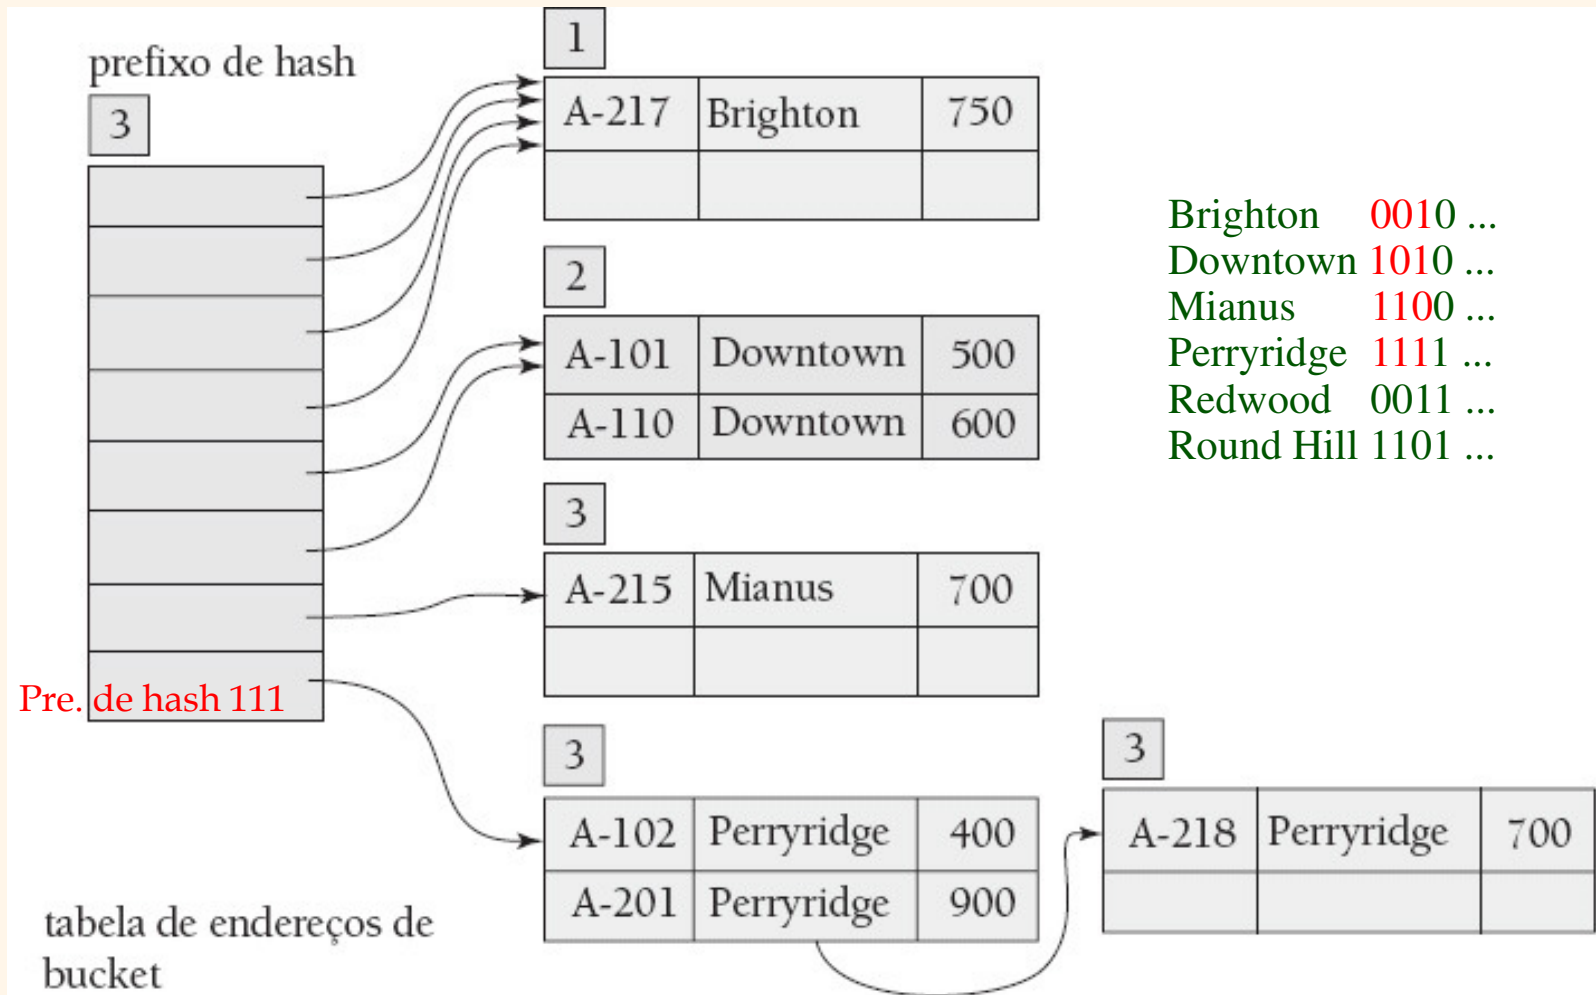 prefixo de hash
3
1
A-217 Brighton 750
2
A-101 Downtown 500
A-110 Downtown 600
3
A-215 Mianus 700
3
A-102 Perryridge 400
A-201 Perryridge 900
3
A-218 Perryridge 700
Pre. de hash 111
tabela de endereços de
bucket
Brighton 0010 ...
Downtown 1010 ...
Mianus 1100 ...
Perryridge 1111 ...
Redwood 0011 ...
Round Hill 1101 ...